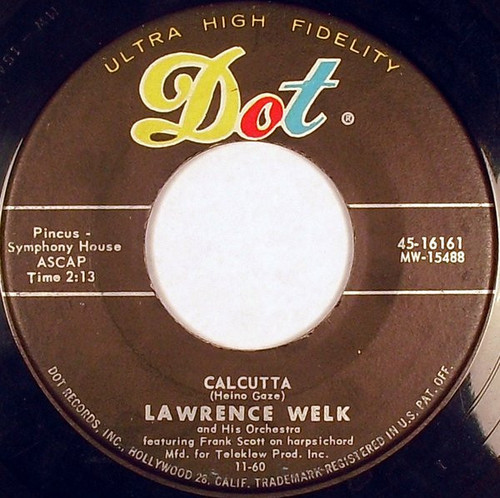 ULTRA HIGH FIDELITY
Dot ®
Pincus -
Symphony House
ASCAP
Time 2:13
45-16161
MW-15488
CALCUTTA
(Heino Gaze)
LAWRENCE WELK
and His Orchestra
featuring Frank Scott on harpsichord
Mfd. for Teleklew Prod. Inc.
11-60
DOT RECORDS, INC., HOLLYWOOD 28, CALIF. TRADEMARK-REGISTERED IN U.S. PAT. OFF.